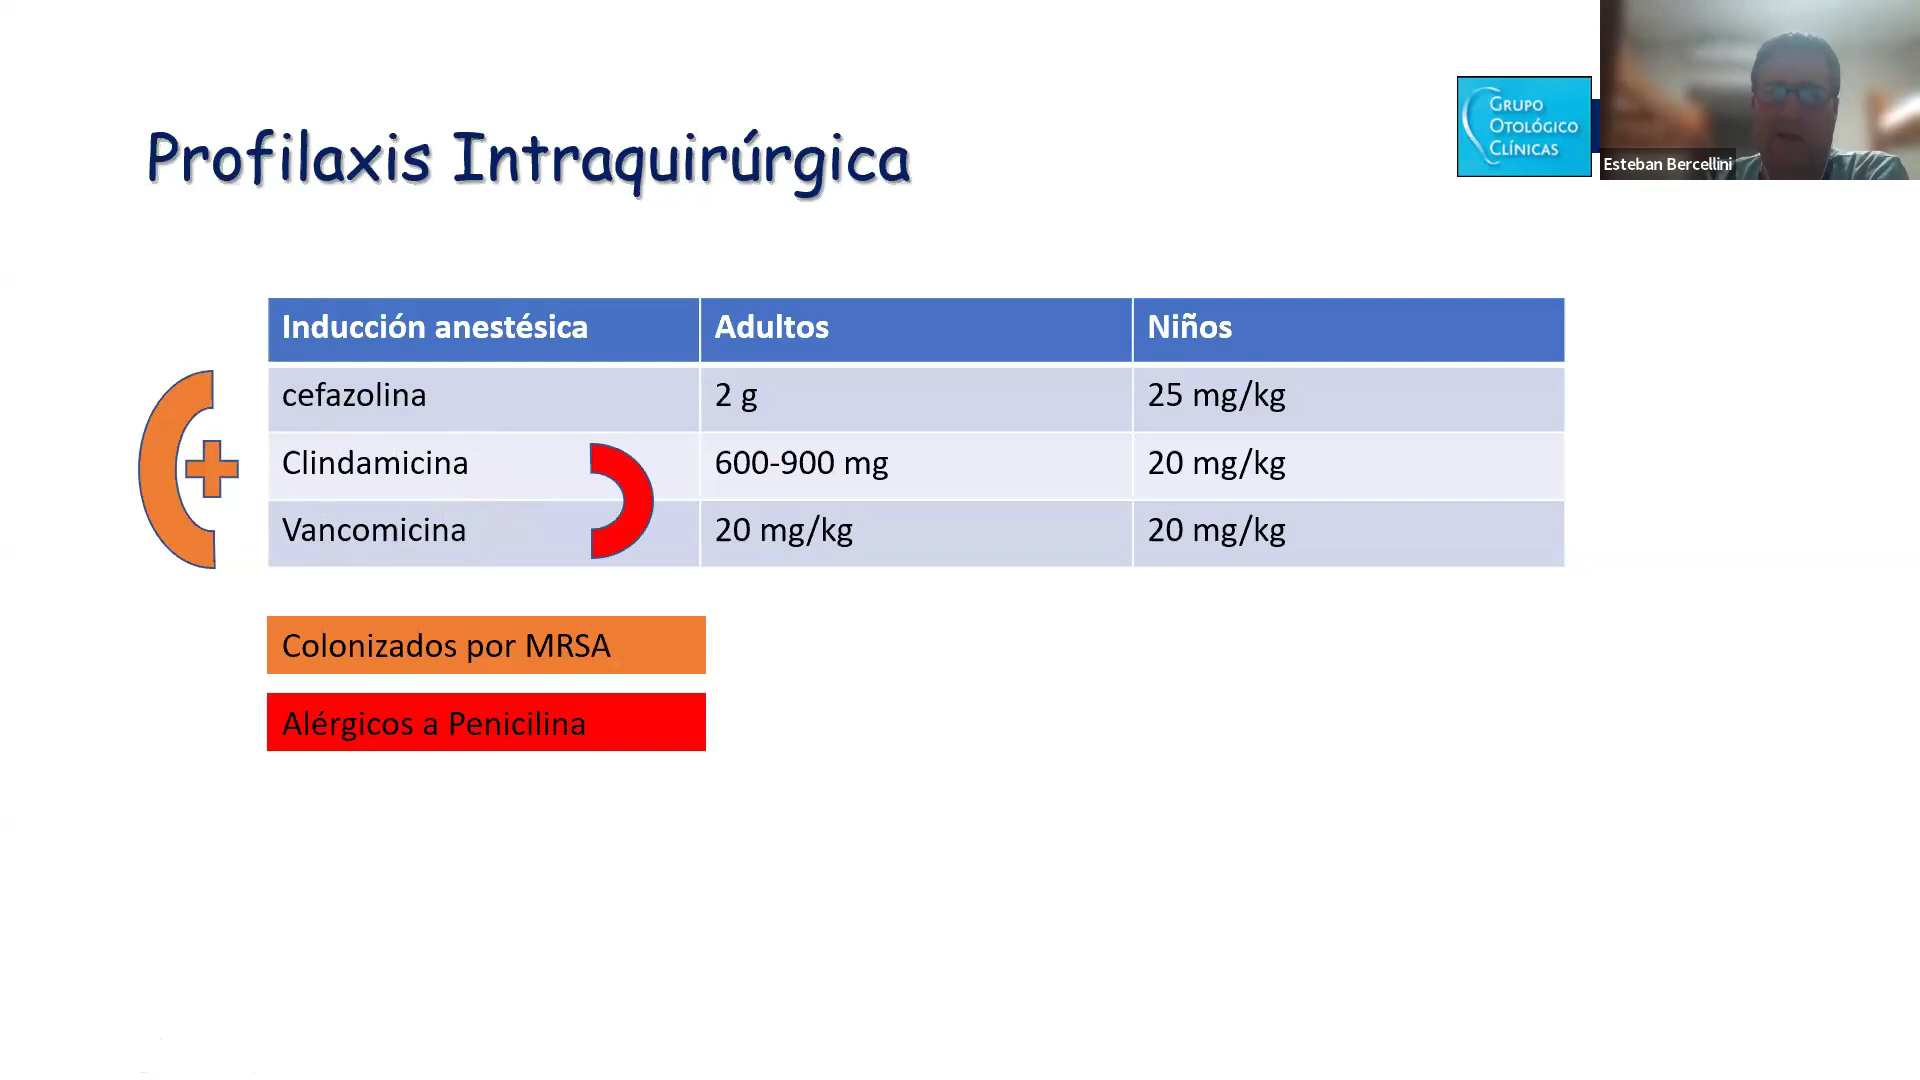 GRUPO
OTOLÓGICO
CLÍNICAS
Esteban Bercellini
Profilaxis Intraquirúrgica
Inducción anestésica Adultos Niños
cefazolina 2 g 25 mg/kg
Clindamicina 600-900 mg 20 mg/kg
Vancomicina 20 mg/kg 20 mg/kg
Colonizados por MRSA
Alérgicos a Penicilina